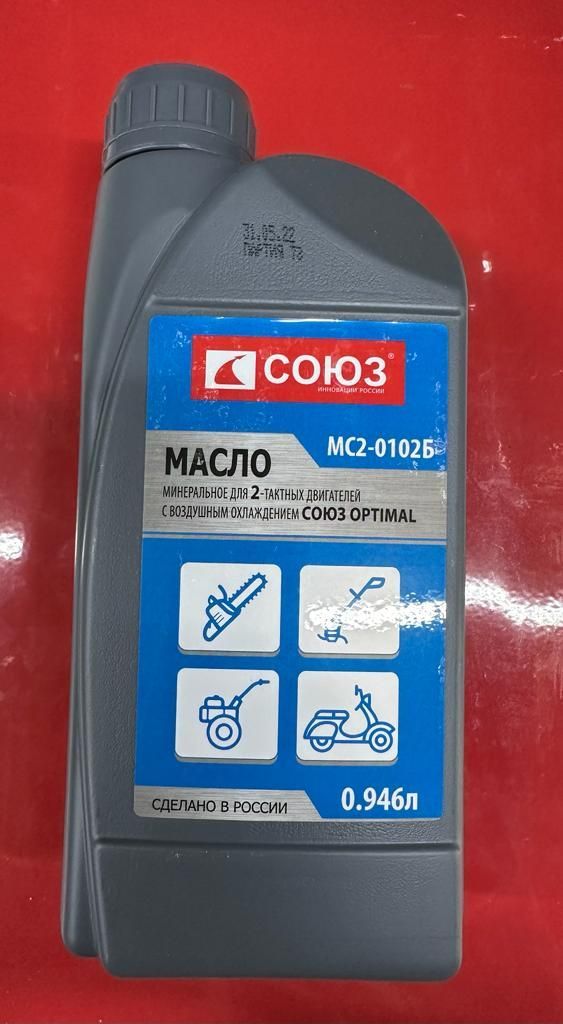 31.05.22
ПАРТИЯ Т8
СОЮЗ®
ИННОВАЦИИ РОССИИ
МС2-0102Б
МАСЛО
МИНЕРАЛЬНОЕ ДЛЯ 2-ТАКТНЫХ ДВИГАТЕЛЕЙ
С ВОЗДУШНЫМ ОХЛАЖДЕНИЕМ СОЮЗ OPTIMAL
СДЕЛАНО В РОССИИ
0.946л